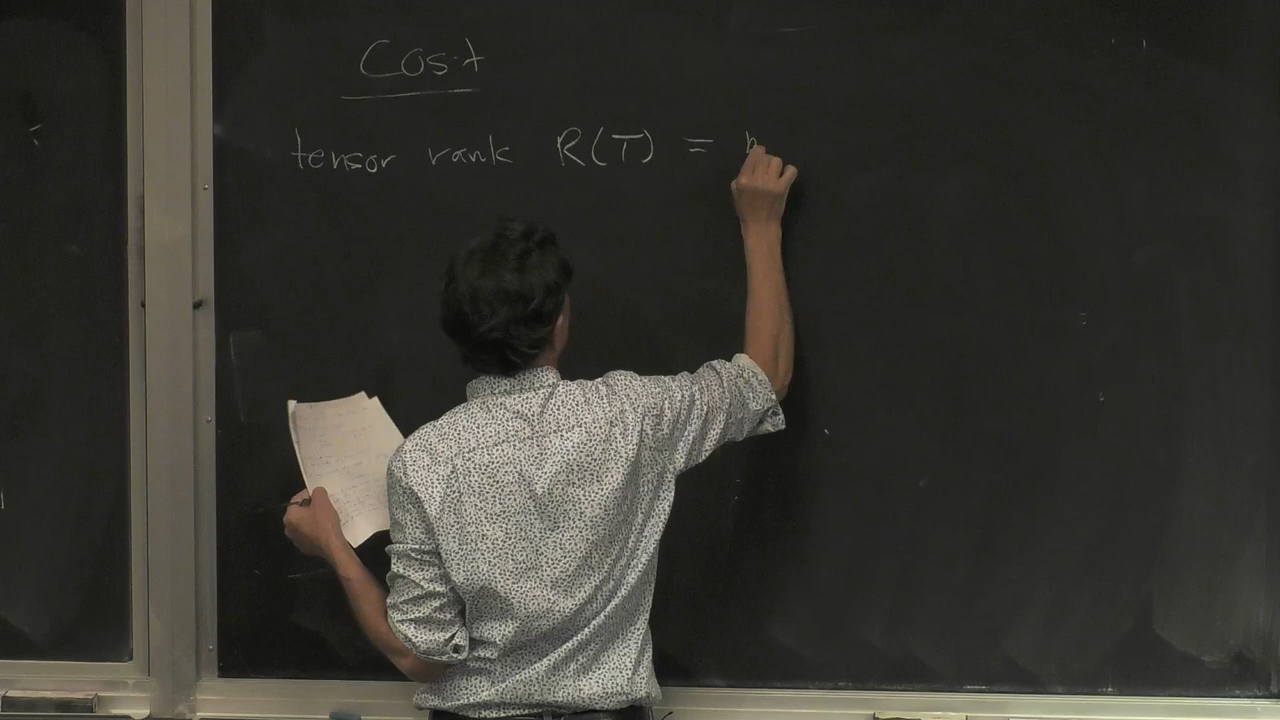 Cost
tensor rank R(T) =